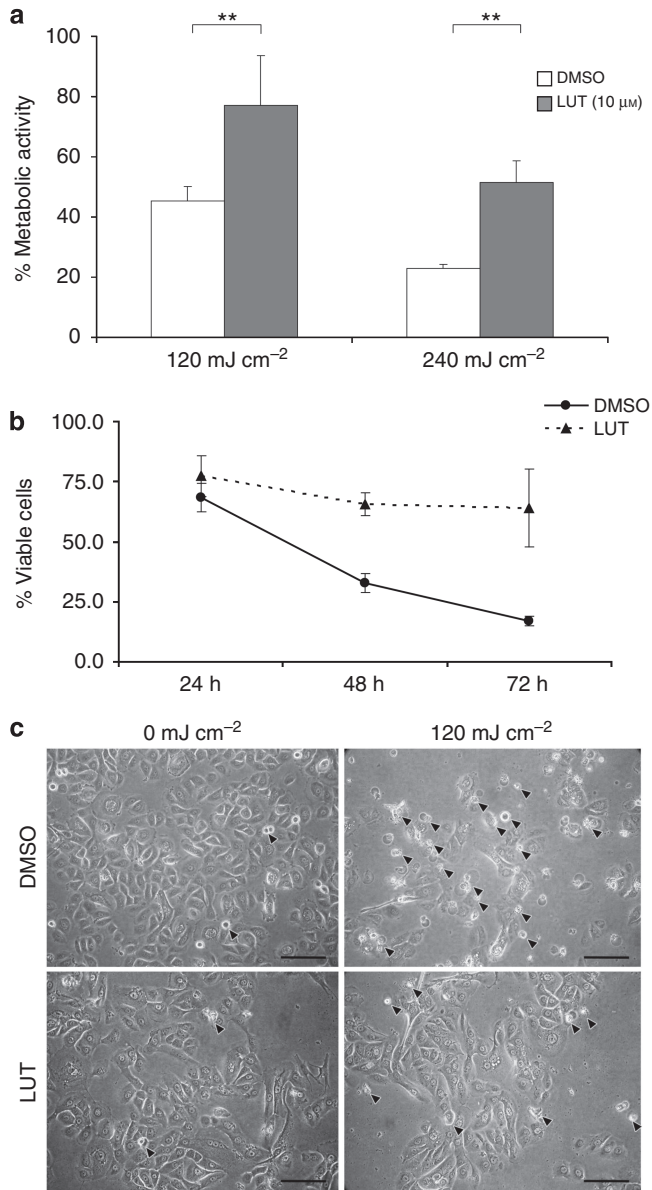 a
** **
100
80
60
40
20
0
% Metabolic activity
DMSO
LUT (10 μM)
120 mJ cm⁻² 240 mJ cm⁻²
b
100.0
75.0
50.0
25.0
0.0
% Viable cells
DMSO
LUT
24 h 48 h 72 h
c
0 mJ cm⁻² 120 mJ cm⁻²
DMSO
LUT